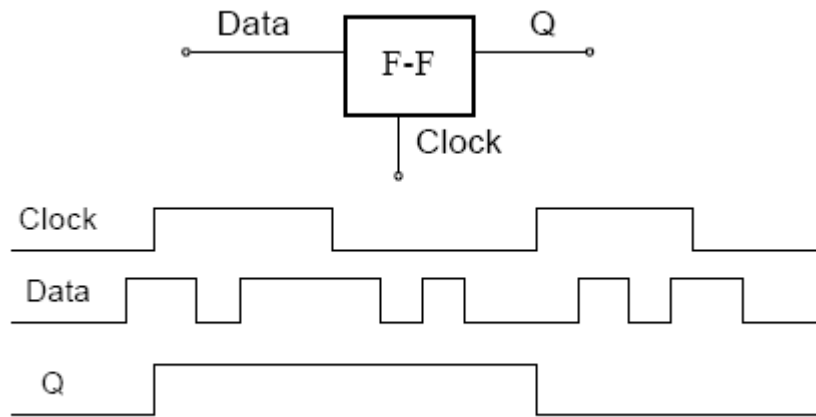 Data
Q
F-F
Clock
Clock
Data
Q